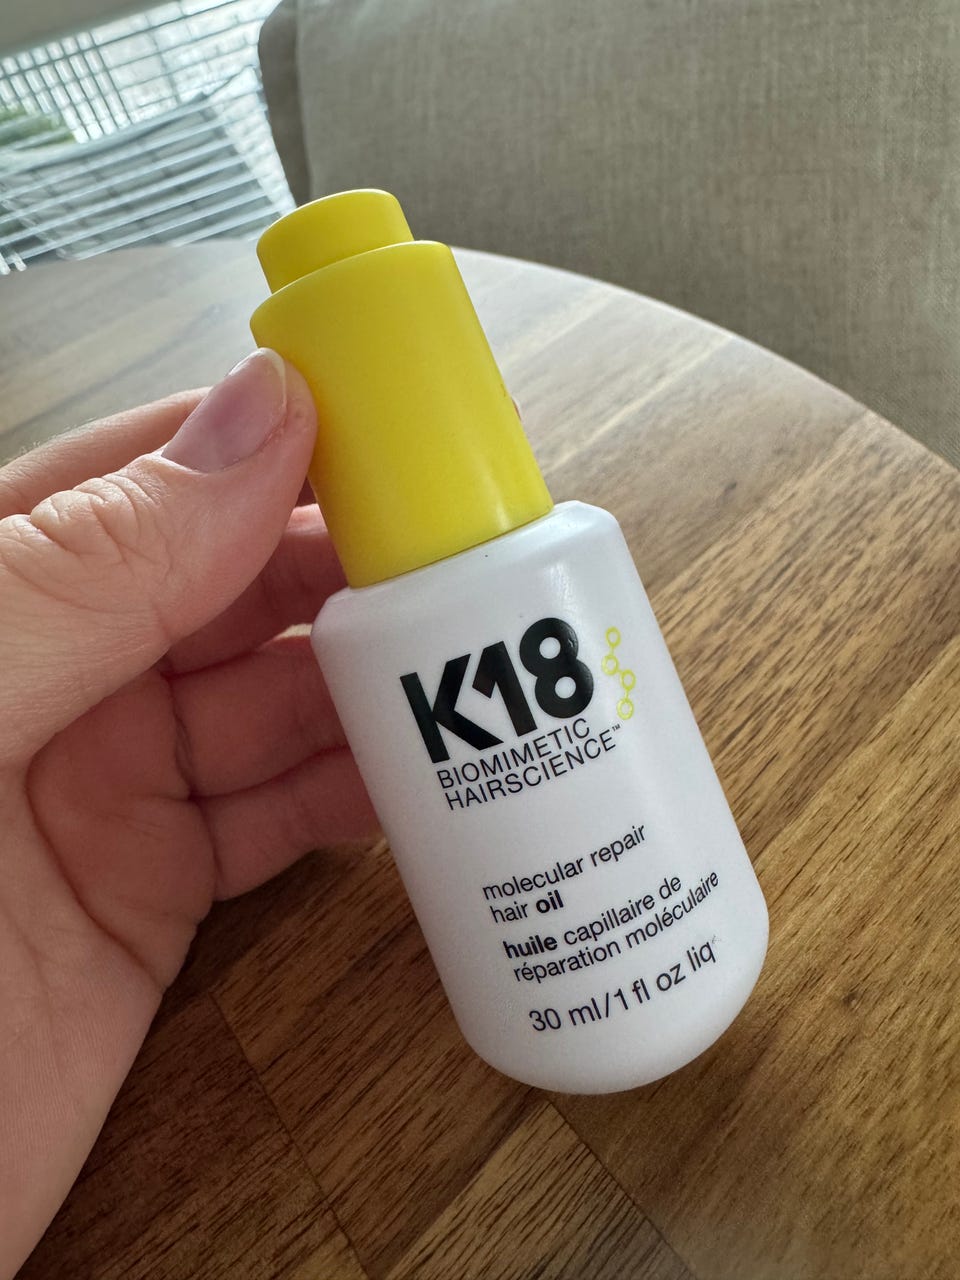 K18
BIOMIMETIC
HAIRSCIENCE™
molecular repair
hair oil
huile capillaire de
réparation moléculaire
30 ml/1 fl oz liq